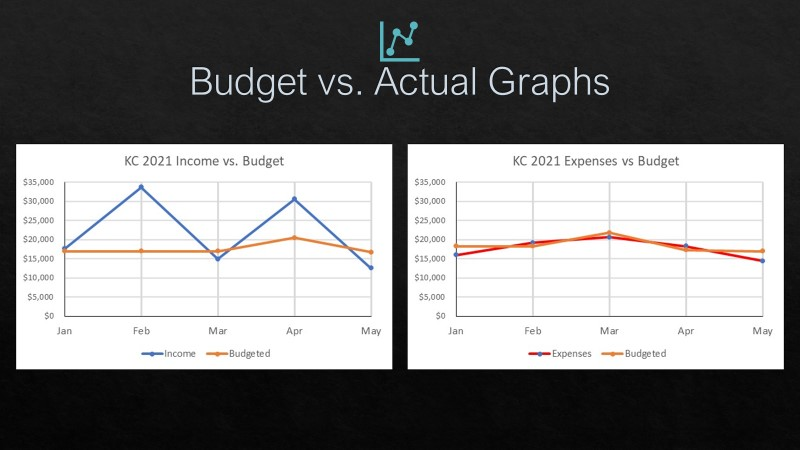 Budget vs. Actual Graphs
KC 2021 Income vs. Budget
$35,000
$30,000
$25,000
$20,000
$15,000
$10,000
$5,000
$0
Jan Feb Mar Apr May
Income Budgeted
KC 2021 Expenses vs Budget
$35,000
$30,000
$25,000
$20,000
$15,000
$10,000
$5,000
$0
Jan Feb Mar Apr May
Expenses Budgeted